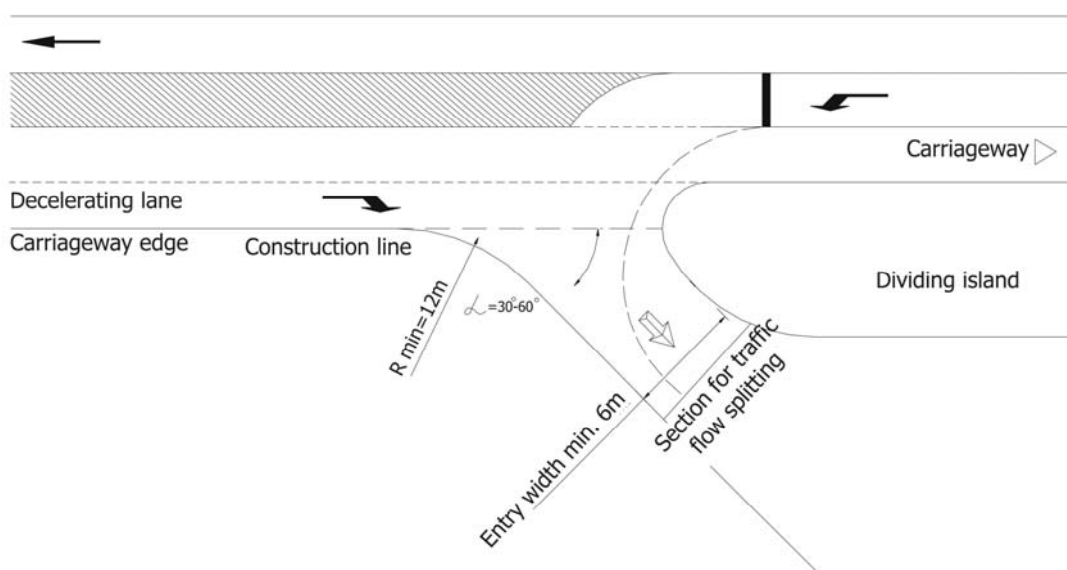 Carriageway
Decelerating lane
Carriageway edge
Construction line
Dividing island
R min=12m
α=30°-60°
Entry width min. 6m
Section for traffic
flow splitting